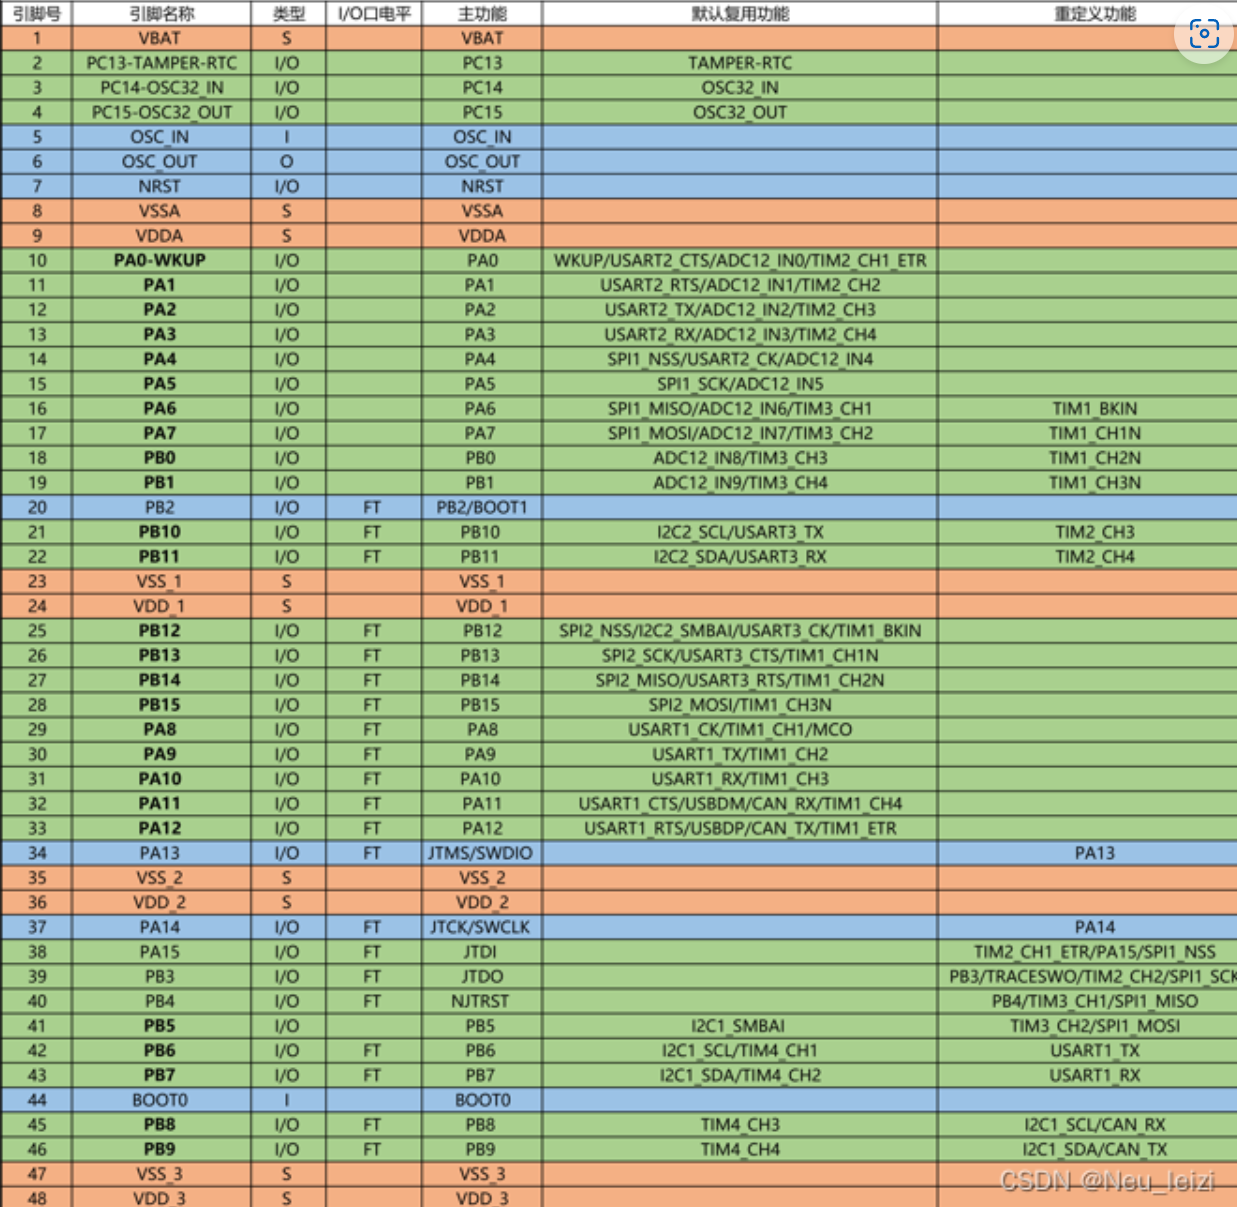 引脚号 引脚名称 类型 I/O口电平 主功能 默认复用功能 重定义功能
1 VBAT S VBAT
2 PC13-TAMPER-RTC I/O PC13 TAMPER-RTC
3 PC14-OSC32_IN I/O PC14 OSC32_IN
4 PC15-OSC32_OUT I/O PC15 OSC32_OUT
5 OSC_IN I OSC_IN
6 OSC_OUT O OSC_OUT
7 NRST I/O NRST
8 VSSA S VSSA
9 VDDA S VDDA
10 PA0-WKUP I/O PA0 WKUP/USART2_CTS/ADC12_IN0/TIM2_CH1_ETR
11 PA1 I/O PA1 USART2_RTS/ADC12_IN1/TIM2_CH2
12 PA2 I/O PA2 USART2_TX/ADC12_IN2/TIM2_CH3
13 PA3 I/O PA3 USART2_RX/ADC12_IN3/TIM2_CH4
14 PA4 I/O PA4 SPI1_NSS/USART2_CK/ADC12_IN4
15 PA5 I/O PA5 SPI1_SCK/ADC12_IN5
16 PA6 I/O PA6 SPI1_MISO/ADC12_IN6/TIM3_CH1 TIM1_BKIN
17 PA7 I/O PA7 SPI1_MOSI/ADC12_IN7/TIM3_CH2 TIM1_CH1N
18 PB0 I/O PB0 ADC12_IN8/TIM3_CH3 TIM1_CH2N
19 PB1 I/O PB1 ADC12_IN9/TIM3_CH4 TIM1_CH3N
20 PB2 I/O FT PB2/BOOT1
21 PB10 I/O FT PB10 I2C2_SCL/USART3_TX TIM2_CH3
22 PB11 I/O FT PB11 I2C2_SDA/USART3_RX TIM2_CH4
23 VSS_1 S VSS_1
24 VDD_1 S VDD_1
25 PB12 I/O FT PB12 SPI2_NSS/I2C2_SMBAI/USART3_CK/TIM1_BKIN
26 PB13 I/O FT PB13 SPI2_SCK/USART3_CTS/TIM1_CH1N
27 PB14 I/O FT PB14 SPI2_MISO/USART3_RTS/TIM1_CH2N
28 PB15 I/O FT PB15 SPI2_MOSI/TIM1_CH3N
29 PA8 I/O FT PA8 USART1_CK/TIM1_CH1/MCO
30 PA9 I/O FT PA9 USART1_TX/TIM1_CH2
31 PA10 I/O FT PA10 USART1_RX/TIM1_CH3
32 PA11 I/O FT PA11 USART1_CTS/USBDM/CAN_RX/TIM1_CH4
33 PA12 I/O FT PA12 USART1_RTS/USBDP/CAN_TX/TIM1_ETR
34 PA13 I/O FT JTMS/SWDIO PA13
35 VSS_2 S VSS_2
36 VDD_2 S VDD_2
37 PA14 I/O FT JTCK/SWCLK PA14
38 PA15 I/O FT JTDI TIM2_CH1_ETR/PA15/SPI1_NSS
39 PB3 I/O FT JTDO PB3/TRACESWO/TIM2_CH2/SPI1_SCK
40 PB4 I/O FT NJTRST PB4/TIM3_CH1/SPI1_MISO
41 PB5 I/O PB5 I2C1_SMBAI TIM3_CH2/SPI1_MOSI
42 PB6 I/O FT PB6 I2C1_SCL/TIM4_CH1 USART1_TX
43 PB7 I/O FT PB7 I2C1_SDA/TIM4_CH2 USART1_RX
44 BOOT0 I BOOT0
45 PB8 I/O FT PB8 TIM4_CH3 I2C1_SCL/CAN_RX
46 PB9 I/O FT PB9 TIM4_CH4 I2C1_SDA/CAN_TX
47 VSS_3 S VSS_3
48 VDD_3 S VDD_3
CSDN @Neu_leizi